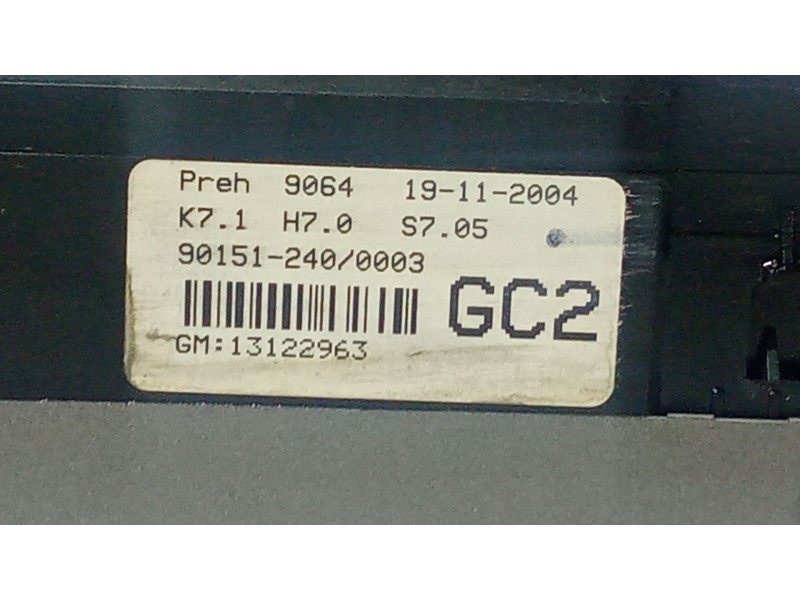 Preh 9064 19-11-2004
K7.1 H7.0 S7.05
90151-240/0003
GC2
GM:13122963